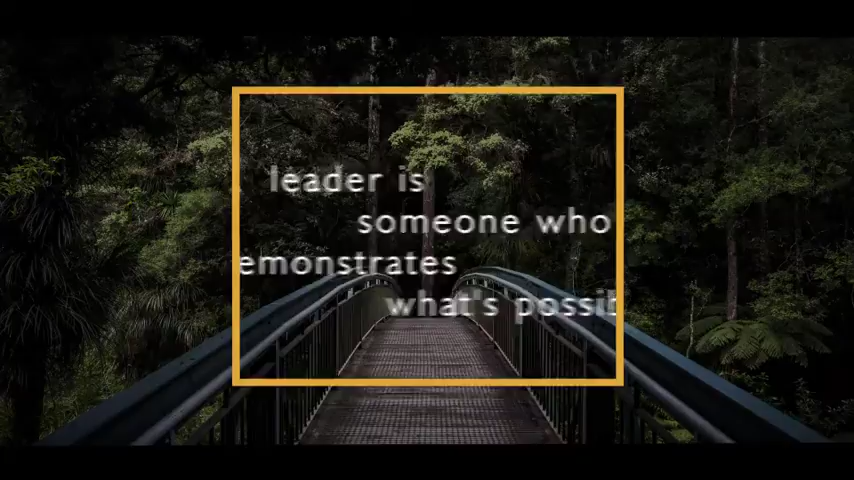 leader is
someone who
emonstrates
what's possib